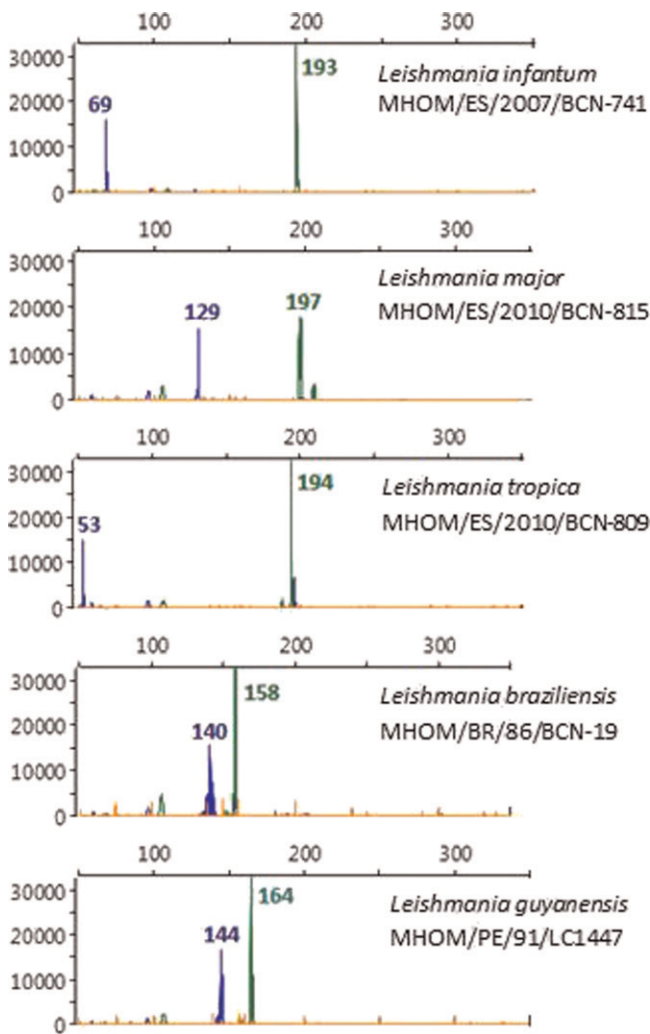 100 200 300
30000
20000
10000
0
69
193
Leishmania infantum
MHOM/ES/2007/BCN-741
100 200 300
30000
20000
10000
0
129
197
Leishmania major
MHOM/ES/2010/BCN-815
100 200 300
30000
20000
10000
0
53
194
Leishmania tropica
MHOM/ES/2010/BCN-809
100 200 300
30000
20000
10000
0
140
158
Leishmania braziliensis
MHOM/BR/86/BCN-19
100 200 300
30000
20000
10000
0
144
164
Leishmania guyanensis
MHOM/PE/91/LC1447